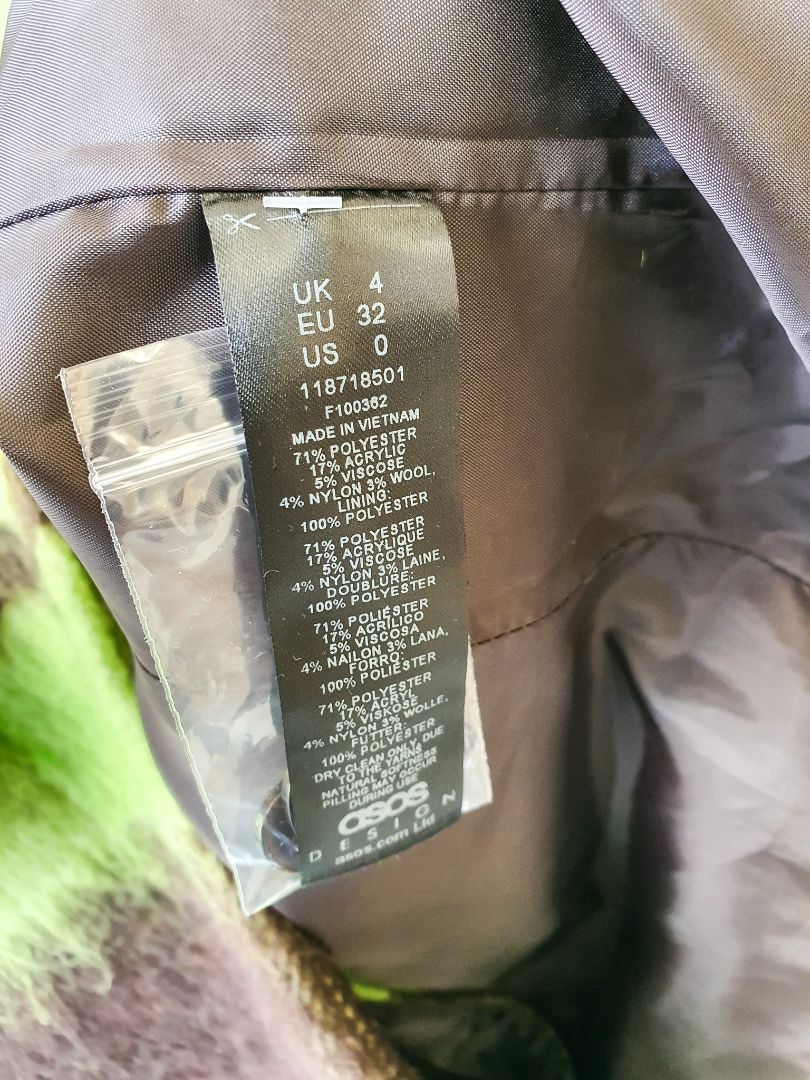 UK 4
EU 32
US 0
118718501
F100362
MADE IN VIETNAM
71% POLYESTER
17% ACRYLIC
5% VISCOSE
4% NYLON 3% WOOL,
LINING:
100% POLYESTER
71% POLYESTER
17% ACRYLIQUE
5% VISCOSE
4% NYLON 3% LAINE,
DOUBLURE:
100% POLYESTER
71% POLIÉSTER
17% ACRÍLICO
5% VISCOSA
4% NAILON 3% LANA,
FORRO:
100% POLIÉSTER
71% POLYESTER
17% ACRYL
5% VISKOSE
4% NYLON 3% WOLLE,
FUTTER:
100% POLYESTER
DRY CLEAN ONLY, DUE
TO THE YARNS
NATURAL SOFTNESS
PILLING MAY OCCUR
DURING USE
asos
DESIGN
asos.com Ltd